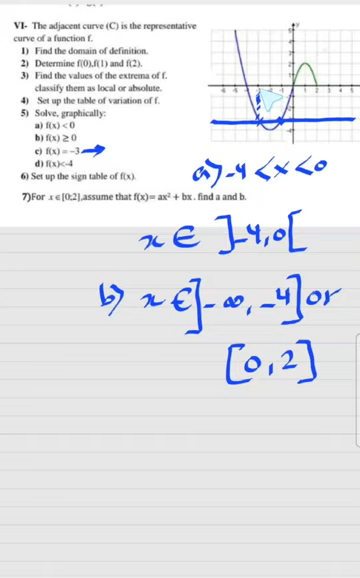 VI- The adjacent curve (C) is the representative
curve of a function f.
1) Find the domain of definition.
2) Determine f(0),f(1) and f(2).
3) Find the values of the extrema of f.
classify them as local or absolute.
4) Set up the table of variation of f.
5) Solve, graphically:
a) f(x) < 0
b) f(x) ≥ 0
c) f(x) = -3
d) f(x)<-4
6) Set up the sign table of f(x).
7)For x ∈ [0;2],assume that f(x)= ax² + bx . find a and b.
a) -4 < x < 0
x ∈ ]-4,0[
b) x ∈ ]-∞, -4] or
[0, 2]